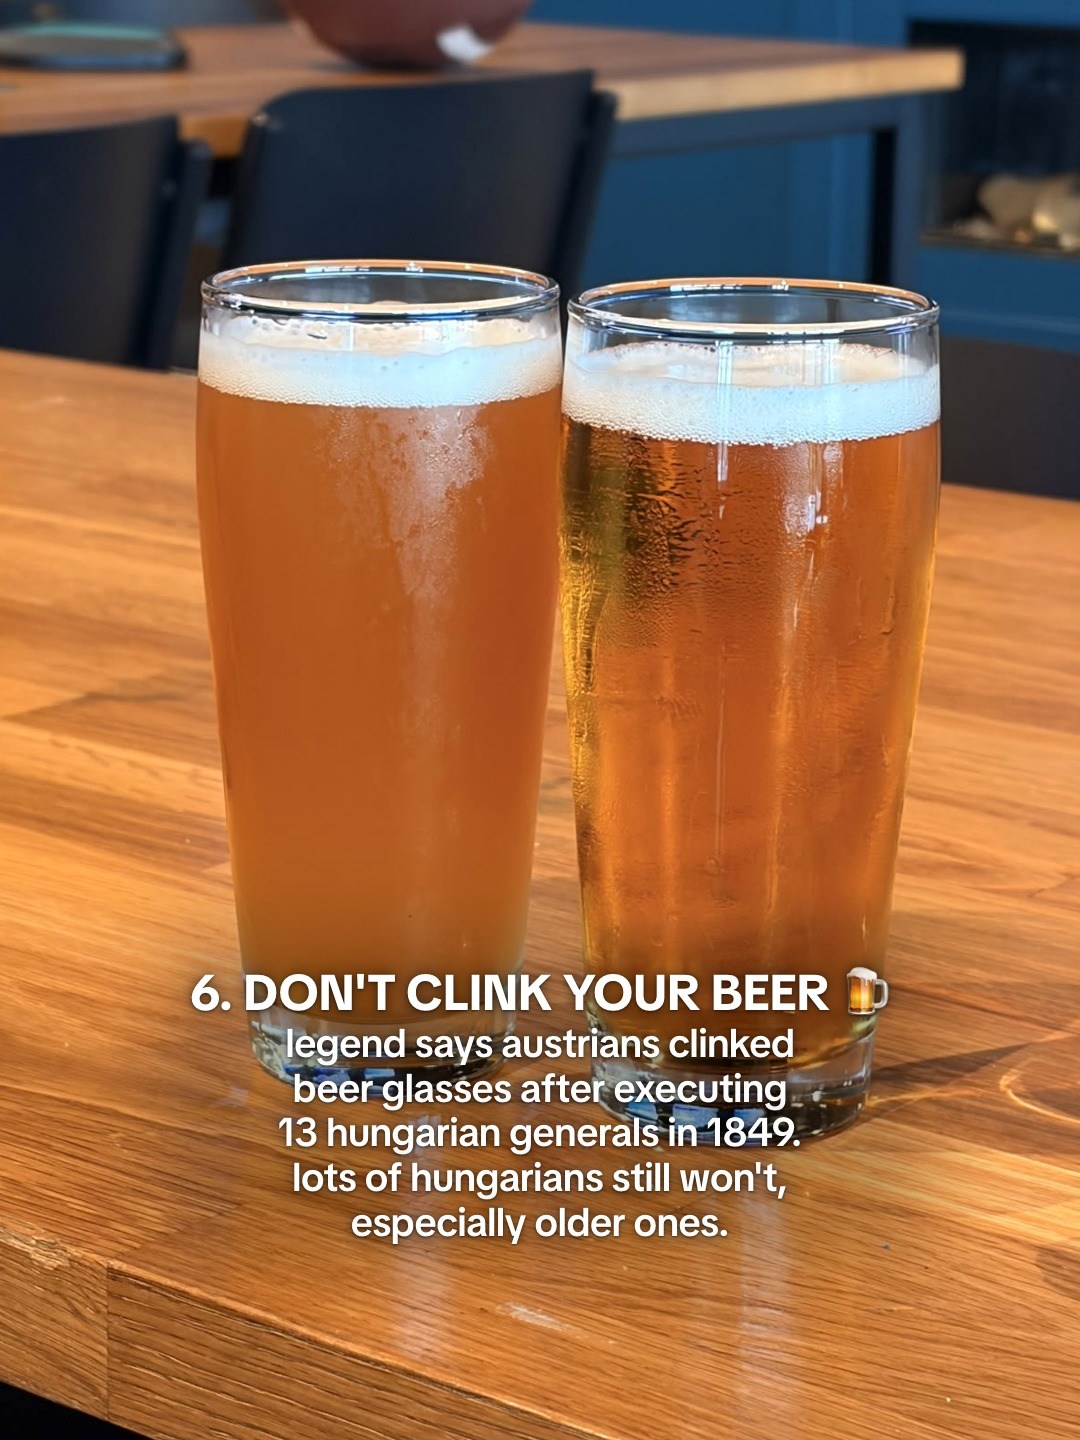 6. DON'T CLINK YOUR BEER 🍺
legend says austrians clinked
beer glasses after executing
13 hungarian generals in 1849.
lots of hungarians still won't,
especially older ones.